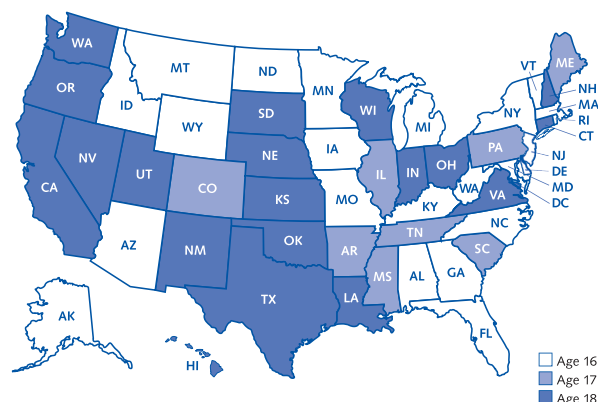 WA
MT
ND
MN
VT
ME
NH
OR
ID
SD
WI
MI
NY
MA
RI
CT
WY
IA
PA
NJ
NV
UT
NE
IL
IN
OH
DE
CA
CO
KS
MO
WV
VA
MD
DC
KY
AZ
NM
OK
AR
TN
NC
SC
TX
LA
MS
AL
GA
AK
FL
HI
Age 16
Age 17
Age 18